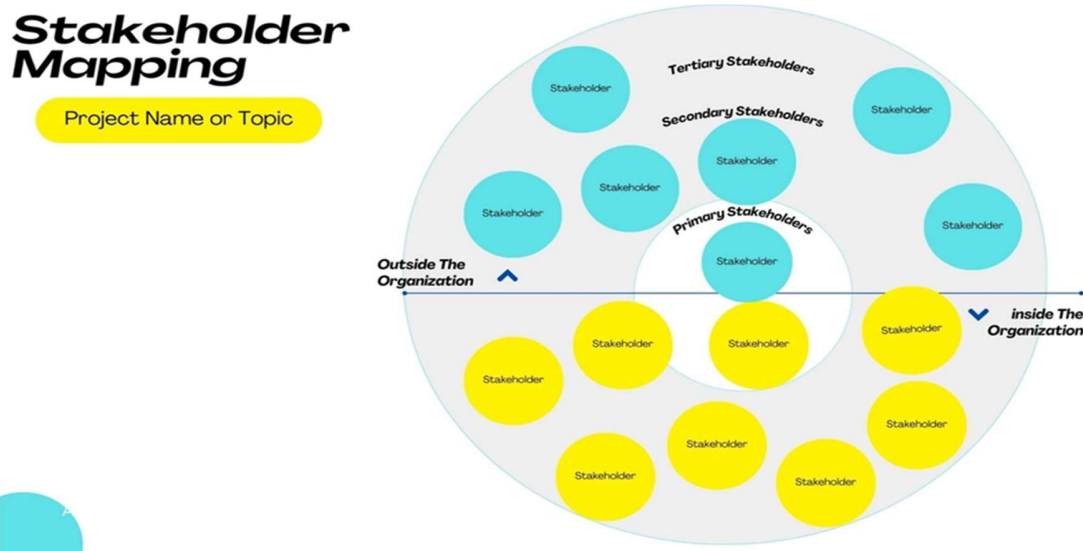 Stakeholder
Mapping
Project Name or Topic
Tertiary Stakeholders
Stakeholder
Stakeholder
Secondary Stakeholders
Stakeholder
Stakeholder
Stakeholder
Primary Stakeholders
Stakeholder
Stakeholder
Outside The
Organization
inside The
Organization
Stakeholder
Stakeholder
Stakeholder
Stakeholder
Stakeholder
Stakeholder
Stakeholder
Stakeholder
Stakeholder